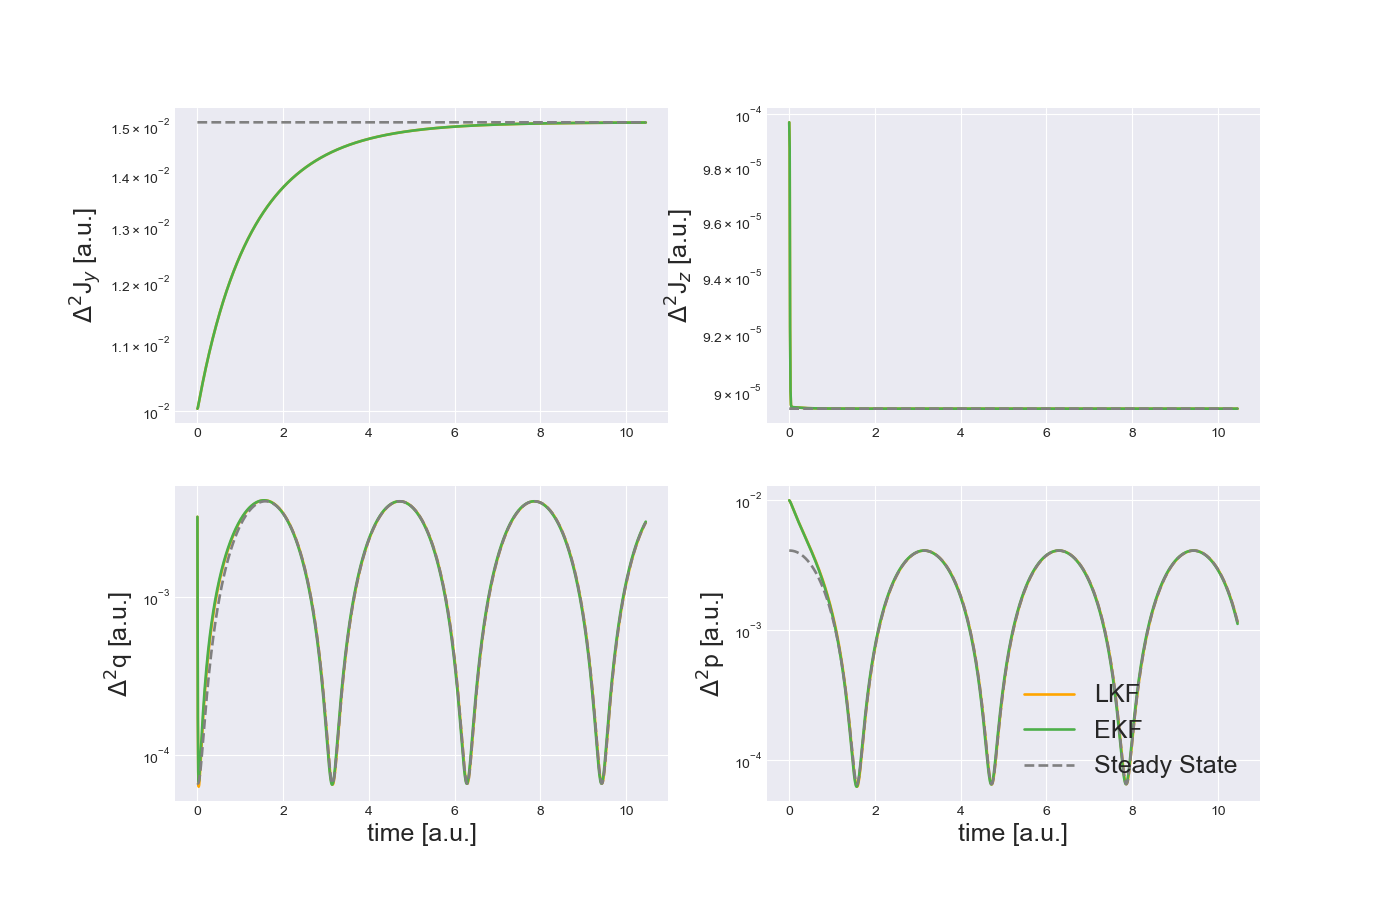 Δ²J_y [a.u.]
1.5 × 10⁻²
1.4 × 10⁻²
1.3 × 10⁻²
1.2 × 10⁻²
1.1 × 10⁻²
10⁻²
0 2 4 6 8 10
Δ²J_z [a.u.]
10⁻⁴
9.8 × 10⁻⁵
9.6 × 10⁻⁵
9.4 × 10⁻⁵
9.2 × 10⁻⁵
9 × 10⁻⁵
0 2 4 6 8 10
Δ²q [a.u.]
10⁻³
10⁻⁴
0 2 4 6 8 10
time [a.u.]
Δ²p [a.u.]
10⁻²
10⁻³
10⁻⁴
LKF
EKF
Steady State
0 2 4 6 8 10
time [a.u.]